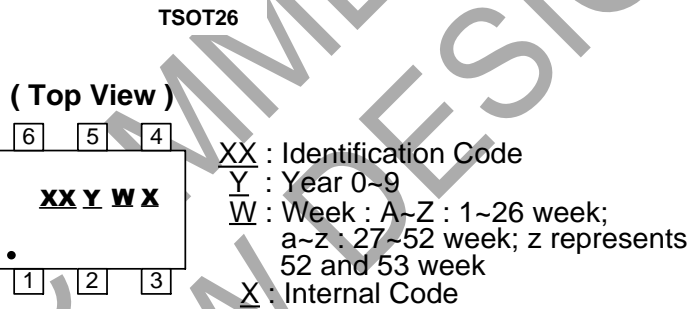 TSOT26
( Top View )
6 5 4
XX Y W X
1 2 3
XX : Identification Code
Y : Year 0~9
W : Week : A~Z : 1~26 week;
a~z : 27~52 week; z represents
52 and 53 week
X : Internal Code